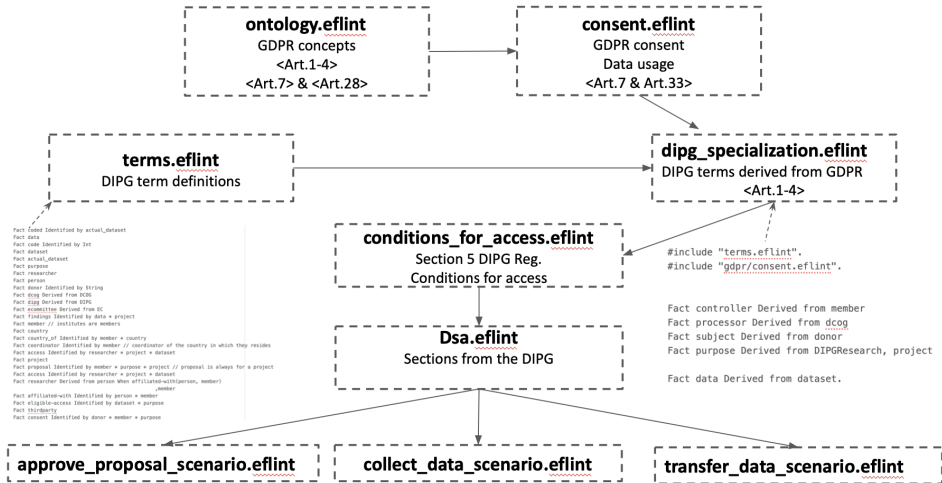 ontology.eflint
GDPR concepts
<Art.1-4>
<Art.7> & <Art.28>
consent.eflint
GDPR consent
Data usage
<Art.7 & Art.33>
terms.eflint
DIPG term definitions
dipg_specialization.eflint
DIPG terms derived from GDPR
<Art.1-4>
Fact coded Identified by actual_dataset
Fact data
Fact code Identified by Int
Fact dataset
Fact actual_dataset
Fact purpose
Fact researcher
Fact person
Fact donor Identified by String
Fact dcog Derived from DCOG
Fact dipg Derived from DIPG
Fact ecommittee Derived from EC
Fact findings Identified by data * project
Fact member // institutes are members
Fact country
Fact country_of Identified by member * country
Fact coordinator Identified by member // coordinator of the country in which they resides
Fact access Identified by researcher * project * dataset
Fact project
Fact proposal Identified by member * purpose * project // proposal is always for a project
Fact access Identified by researcher * project * dataset
Fact researcher Derived from person When affiliated-with(person, member)
,member
Fact affiliated-with Identified by person * member
Fact eligible-access Identified by dataset * purpose
Fact thirdparty
Fact consent Identified by donor * member * purpose
conditions_for_access.eflint
Section 5 DIPG Reg.
Conditions for access
#include "terms.eflint".
#include "gdpr/consent.eflint".
Fact controller Derived from member
Fact processor Derived from dcog
Fact subject Derived from donor
Fact purpose Derived from DIPGResearch, project
Fact data Derived from dataset.
Dsa.eflint
Sections from the DIPG
approve_proposal_scenario.eflint
collect_data_scenario.eflint
transfer_data_scenario.eflint